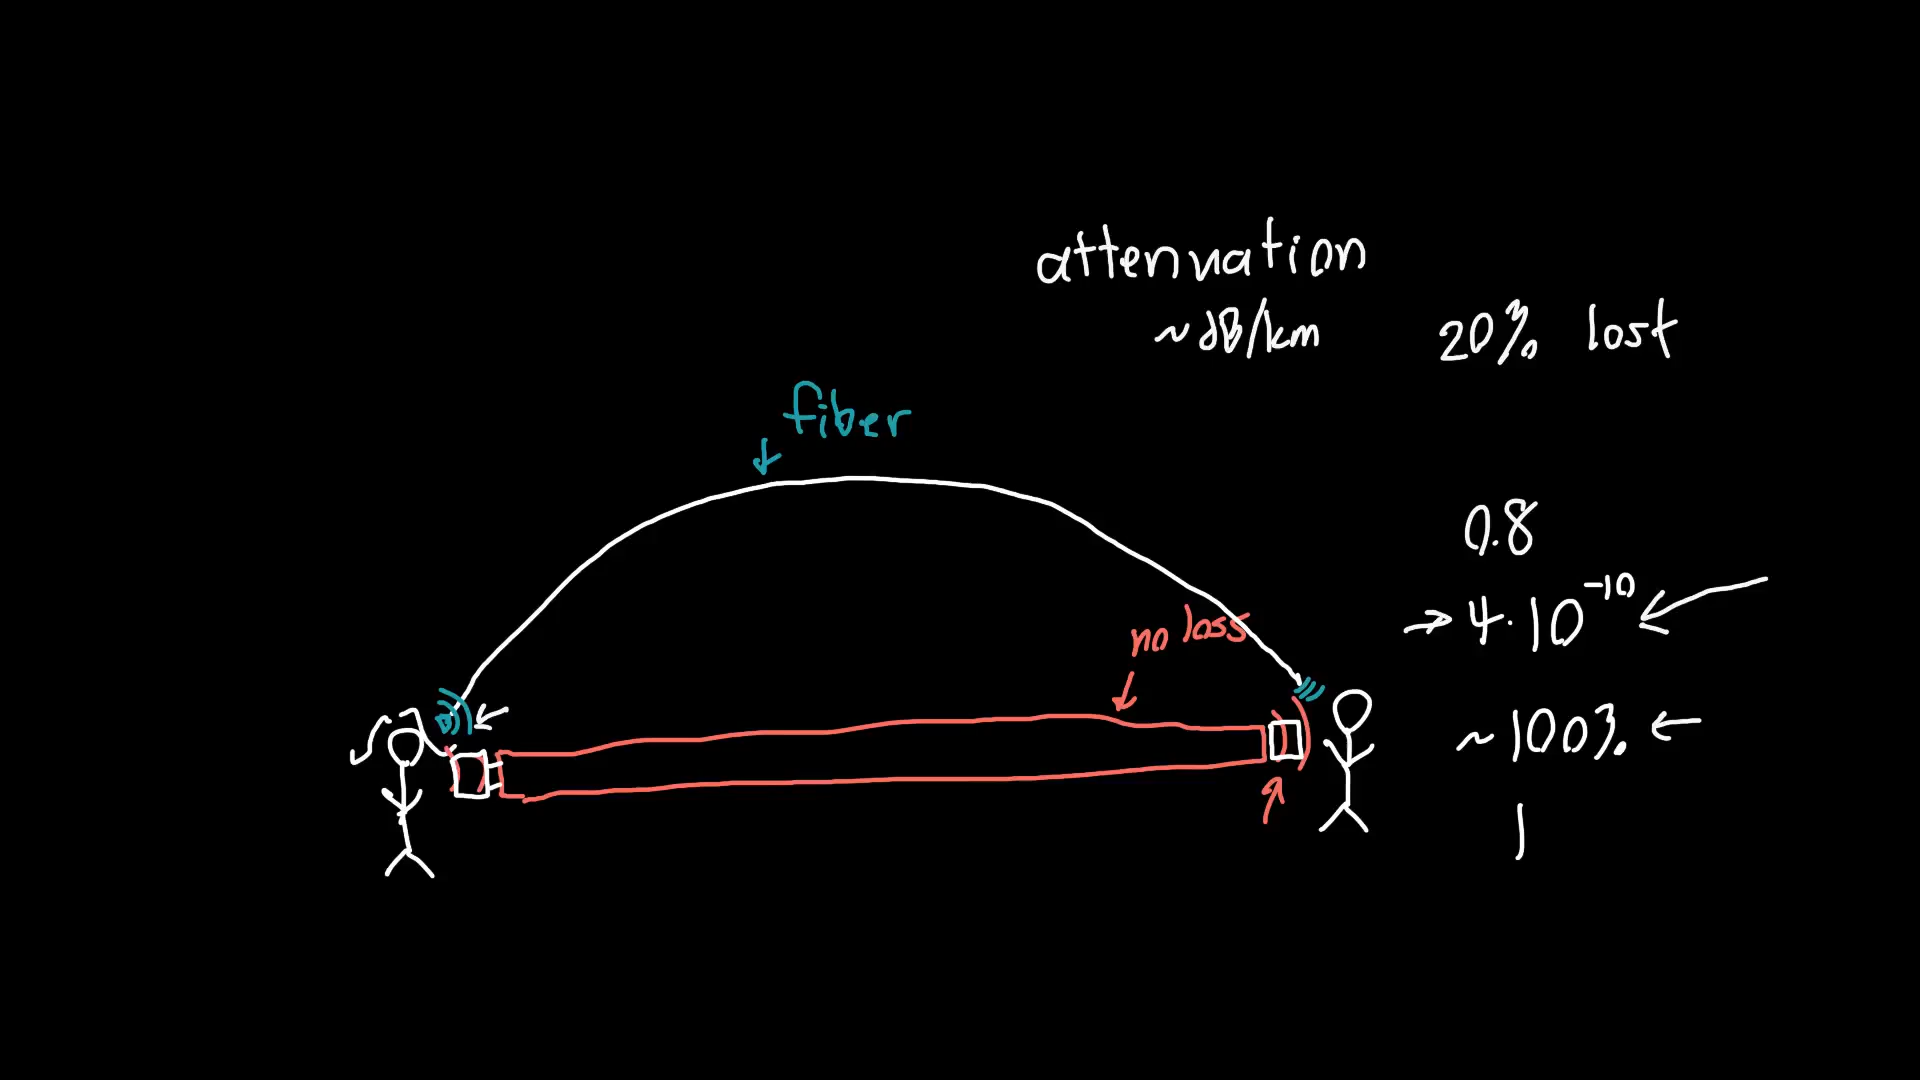 attenuation
~dB/km 20% lost
fiber
0.8
no loss
→ 4·10⁻¹⁰ ←
~100% ←
1